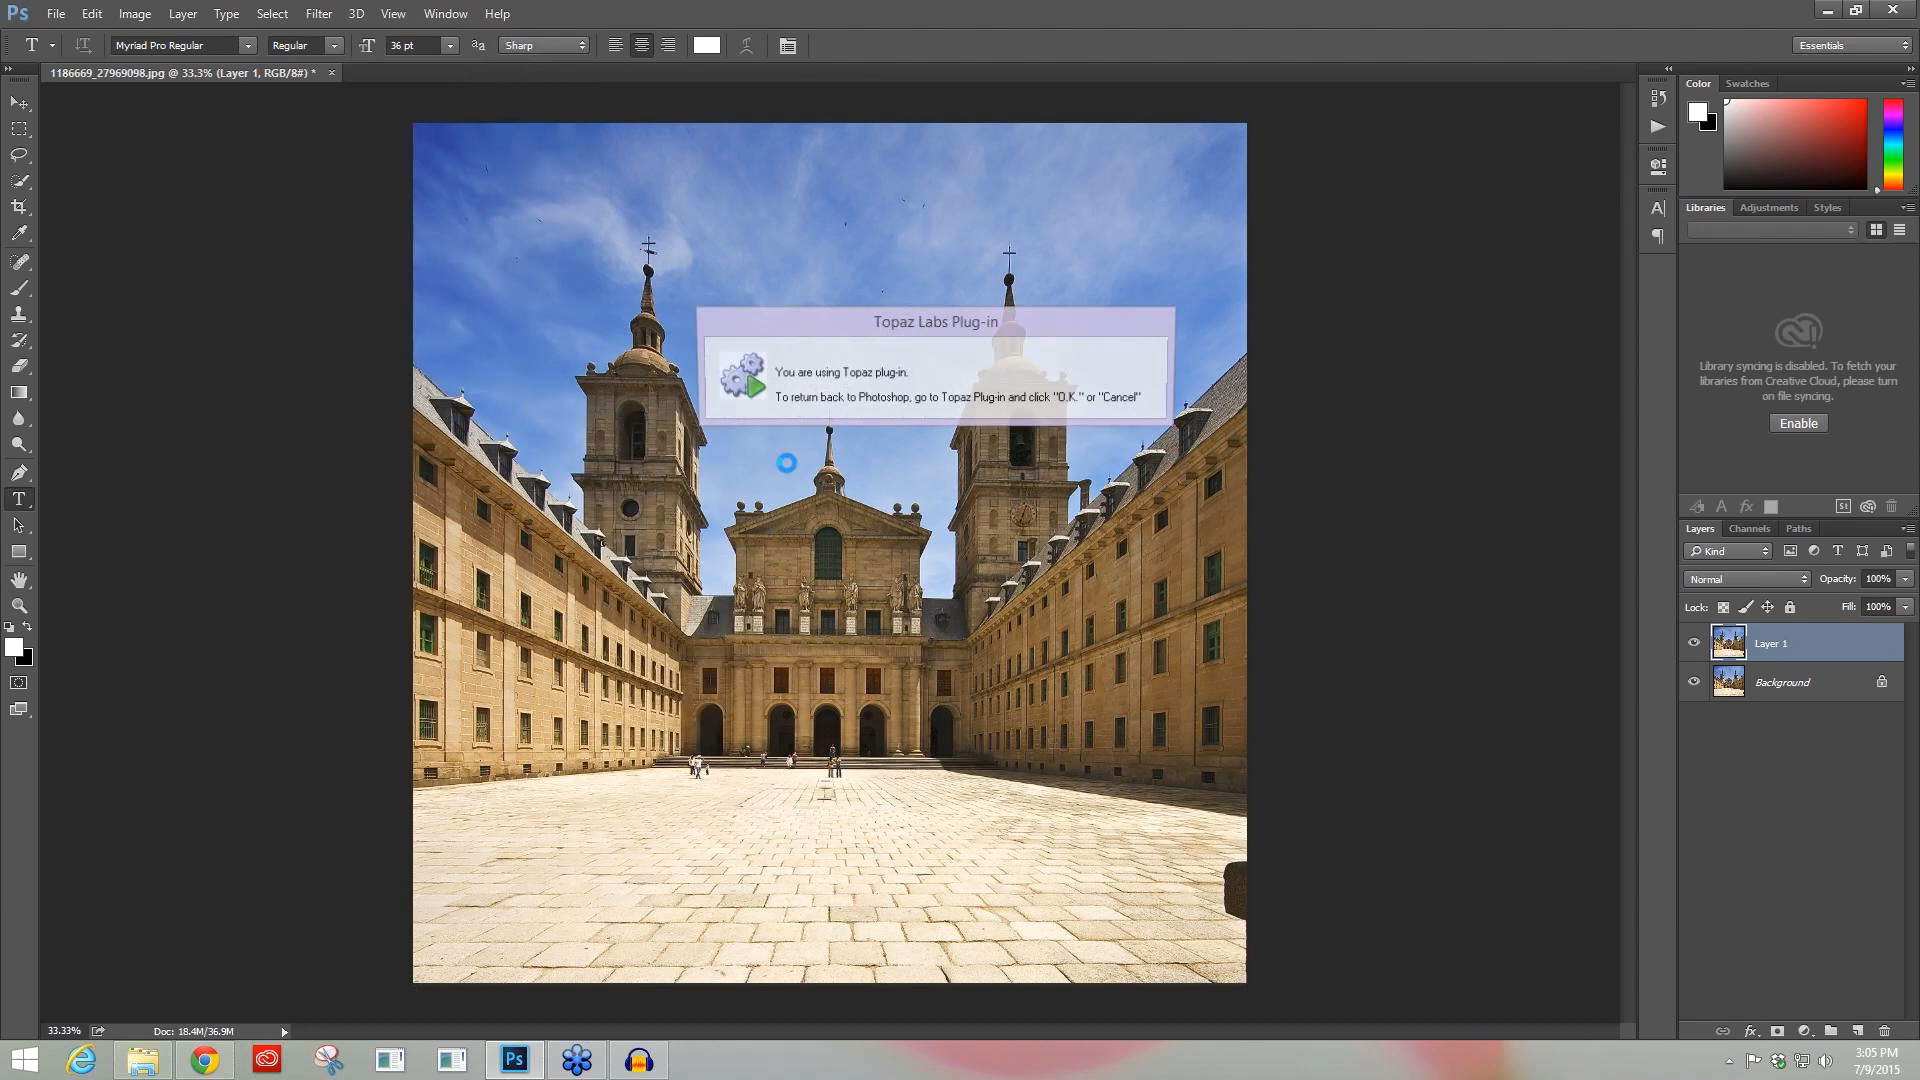 Ps File Edit Image Layer Type Select Filter 3D View Window Help
Myriad Pro Regular Regular 36 pt Sharp Essentials
1186669_27969098.jpg @ 33.3% (Layer 1, RGB/8#) * ×
Color Swatches
Libraries Adjustments Styles
Library syncing is disabled. To fetch your
libraries from Creative Cloud, please turn
on file syncing.
Enable
Topaz Labs Plug-in
You are using Topaz plug-in.
To return back to Photoshop, go to Topaz Plug-in and click "O.K." or "Cancel"
Layers Channels Paths
Kind
Normal Opacity: 100%
Lock: Fill: 100%
Layer 1
Background
33.33% Doc: 18.4M/36.9M
Ps
3:05 PM
7/9/2015